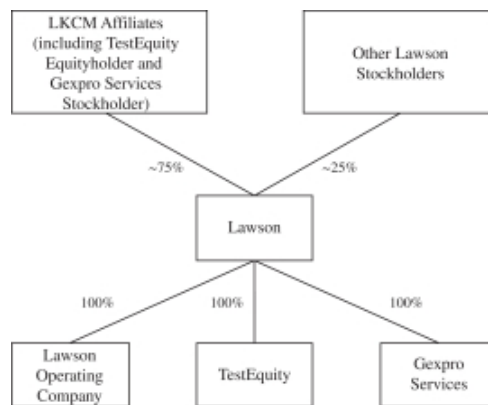 LKCM Affiliates
(including TestEquity
Equityholder and
Gexpro Services
Stockholder)
Other Lawson
Stockholders
~75%
~25%
Lawson
100%
100%
100%
Lawson
Operating
Company
TestEquity
Gexpro
Services